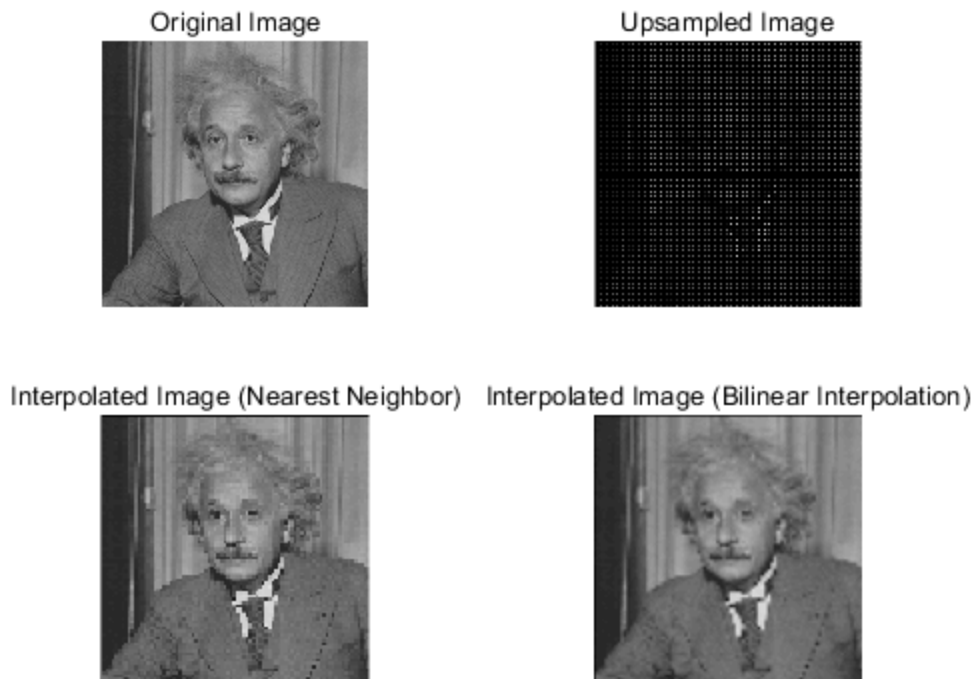 Original Image
Upsampled Image
Interpolated Image (Nearest Neighbor)
Interpolated Image (Bilinear Interpolation)